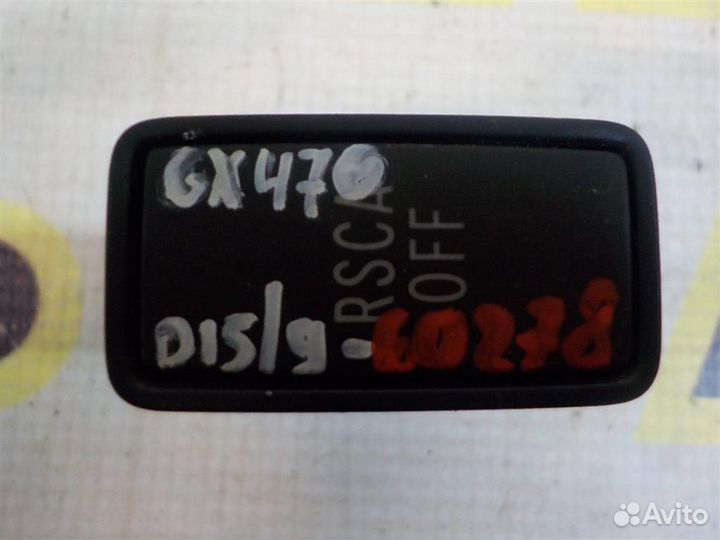 GX470
RSCA
OFF
D15/9-60278
Avito